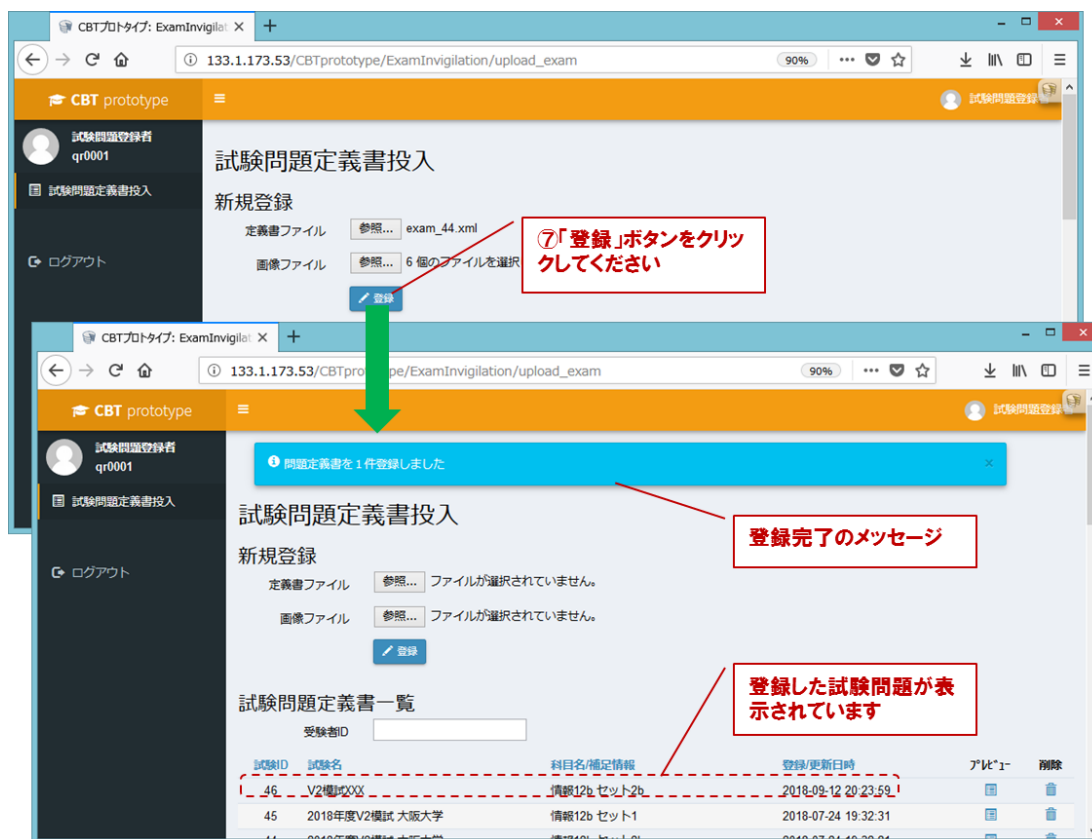 CBTプロトタイプ: ExamInvigilat
133.1.173.53/CBTprototype/ExamInvigilation/upload_exam
90%
CBT prototype
試験問題登録
試験問題登録者
qr0001
試験問題定義書投入
ログアウト
試験問題定義書投入
新規登録
定義書ファイル 参照... exam_44.xml
画像ファイル 参照... 6 個のファイルを選択
登録
⑦「登録」ボタンをクリッ
クしてください
CBTプロトタイプ: ExamInvigilat
133.1.173.53/CBTpro pe/ExamInvigilation/upload_exam
90%
CBT prototype
試験問題登録
試験問題登録者
qr0001
試験問題定義書投入
ログアウト
問題定義書を 1 件登録しました
登録完了のメッセージ
試験問題定義書投入
新規登録
定義書ファイル 参照... ファイルが選択されていません。
画像ファイル 参照... ファイルが選択されていません。
登録
登録した試験問題が表
示されています
試験問題定義書一覧
受験者ID
試験ID 試験名 科目名/補足情報 登録/更新日時 プレビュー 削除
46 V2模試XXX 情報12b セット2b 2018-09-12 20:23:59
45 2018年度V2模試 大阪大学 情報12b セット1 2018-07-24 19:32:31